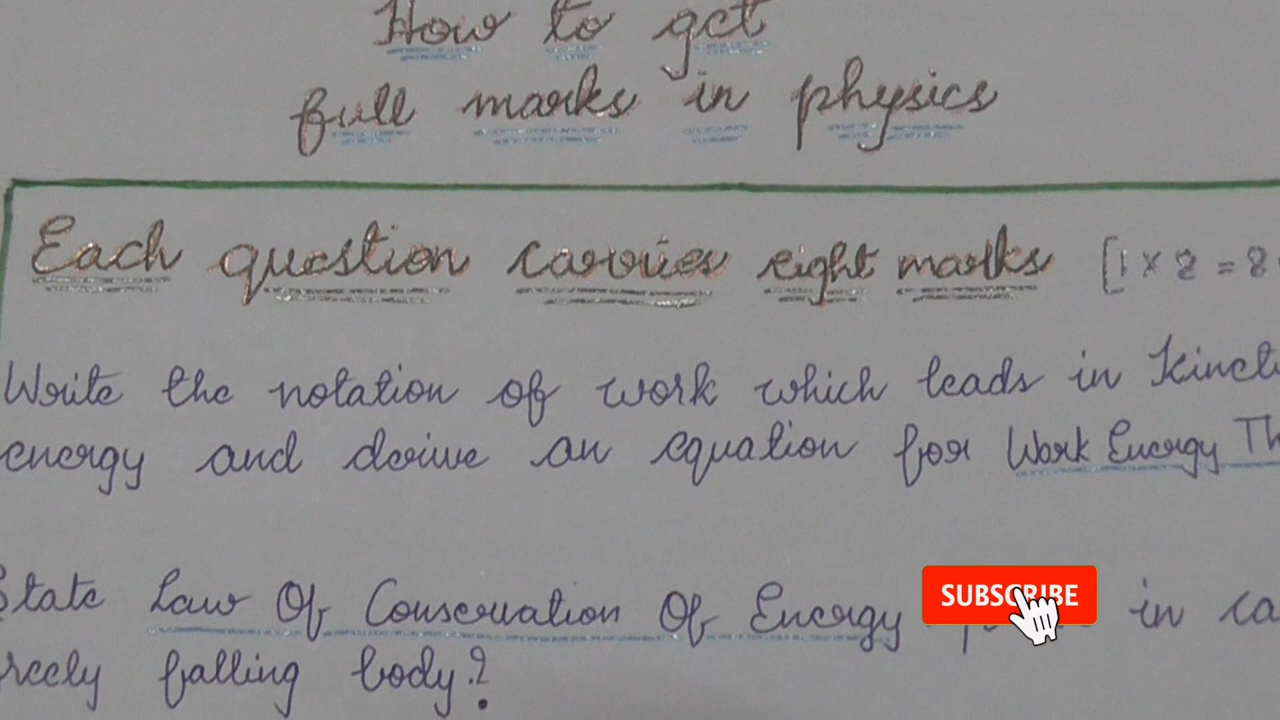 How to get
full marks in physics
Each question carries eight marks [1 × 8 = 8
Write the notation of work which leads in Kinet
energy and derive an equation for Work Energy Th
State Law Of Conservation Of Energy in ca
reely falling body.?
SUBSCRIBE